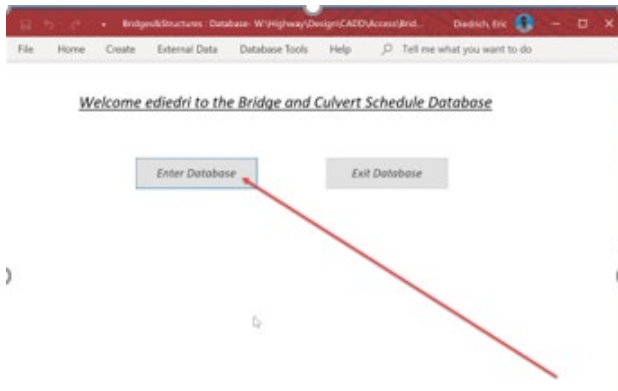 Bridges&Structures : Database- W:\Highway\Design\CADD\Access\Brid... Diedrich, Eric
File Home Create External Data Database Tools Help Tell me what you want to do
Welcome ediedri to the Bridge and Culvert Schedule Database
Enter Database Exit Database